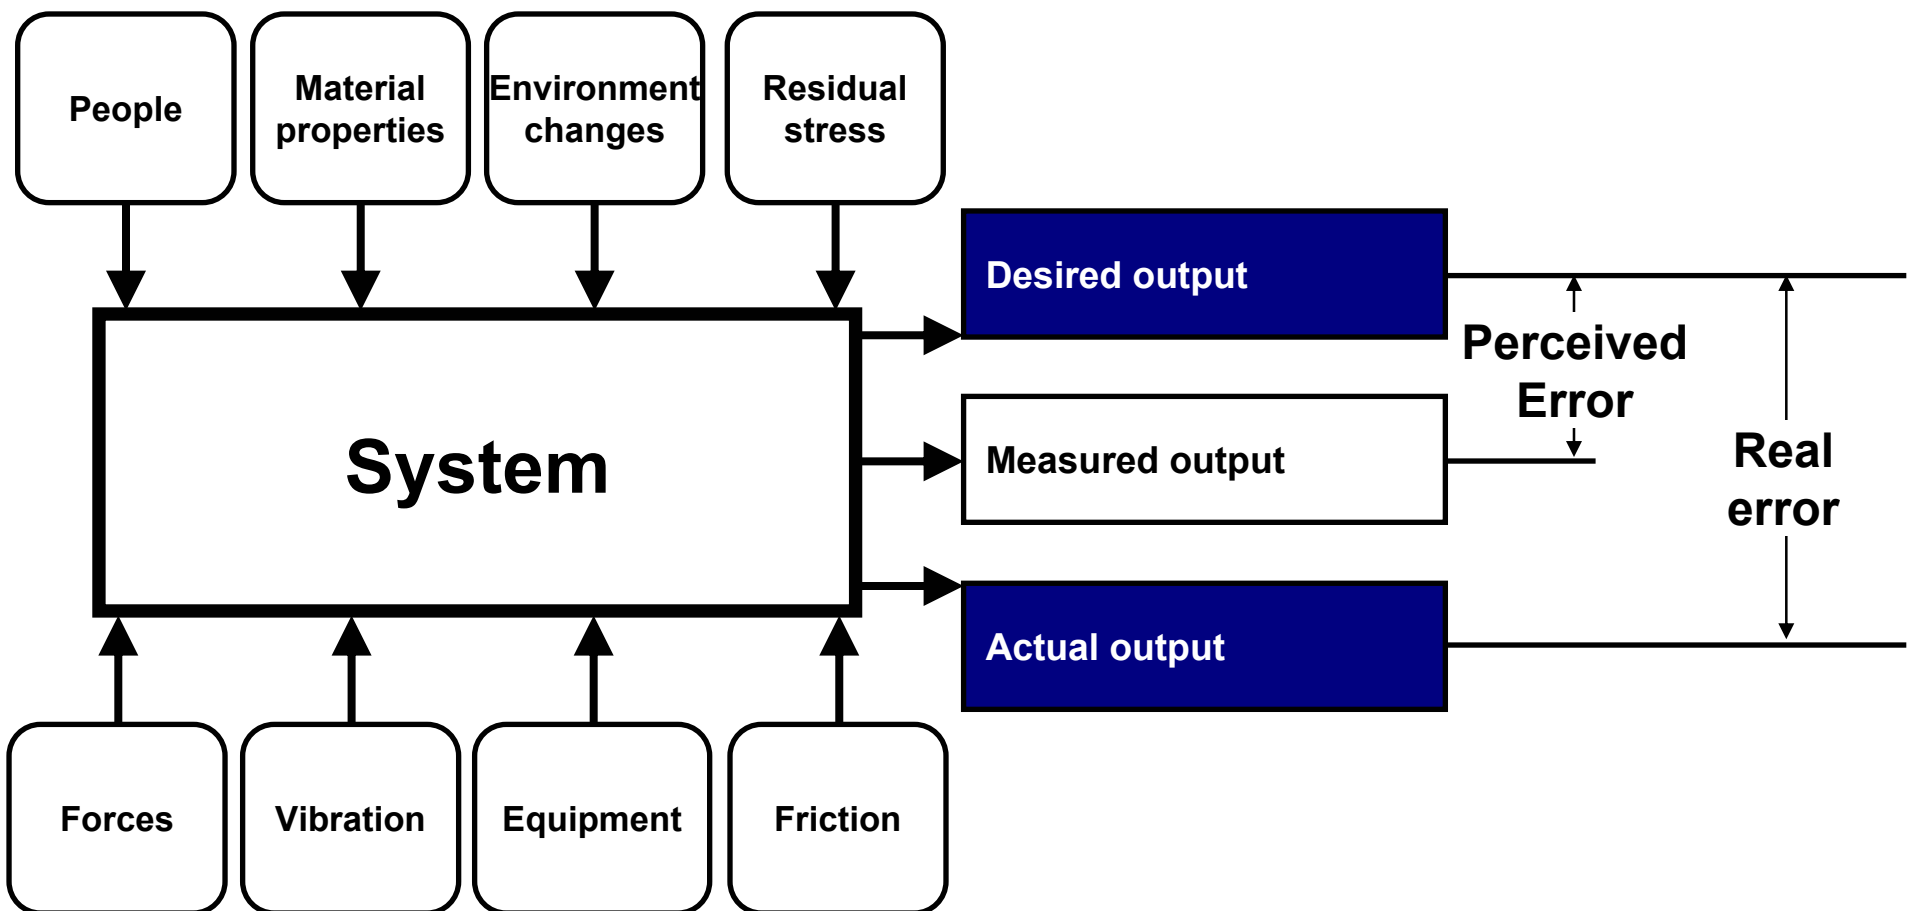 People
Material
properties
Environment
changes
Residual
stress
Desired output
Perceived
Error
System
Measured output
Real
error
Actual output
Forces
Vibration
Equipment
Friction